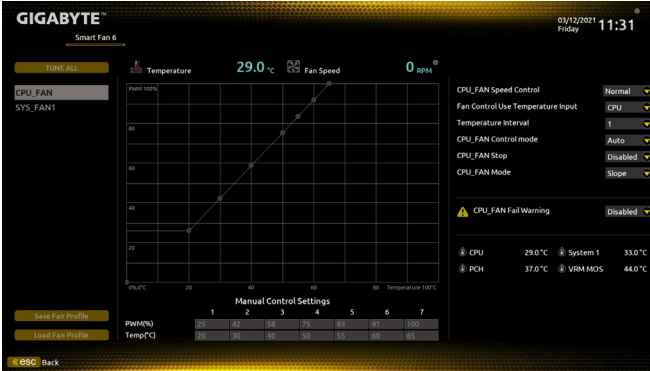 GIGABYTE™
03/12/2021 Friday 11:31
Smart Fan 6
TUNE ALL
Temperature 29.0 °C Fan Speed 0 RPM
CPU_FAN
SYS_FAN1
PWM 100%
80
60
40
20
0%,0°C 20 40 60 80 Temperature 100°C
CPU_FAN Speed Control Normal
Fan Control Use Temperature Input CPU
Temperature Interval 1
CPU_FAN Control mode Auto
CPU_FAN Stop Disabled
CPU_FAN Mode Slope
CPU_FAN Fail Warning Disabled
CPU 29.0°C System 1 33.0°C
PCH 37.0°C VRM MOS 44.0°C
Manual Control Settings
1 2 3 4 5 6 7
PWM(%) 25 42 58 75 83 91 100
Temp(°C) 20 30 40 50 55 60 65
Save Fan Profile
Load Fan Profile
esc Back